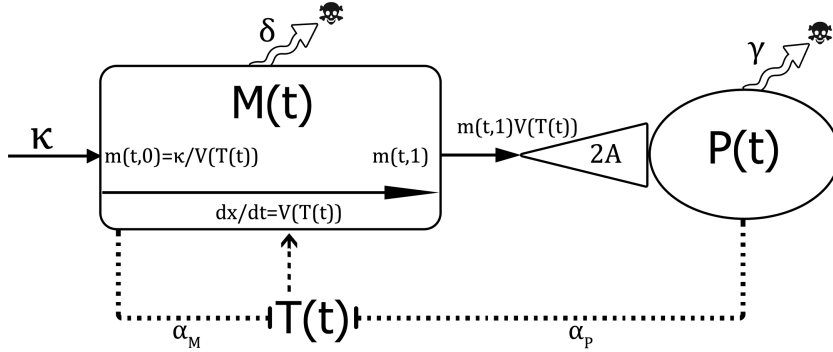 δ
γ
M(t)
κ
m(t,0)=κ/V(T(t))
m(t,1)
m(t,1)V(T(t))
2A
P(t)
dx/dt=V(T(t))
T(t)
α_M
α_P